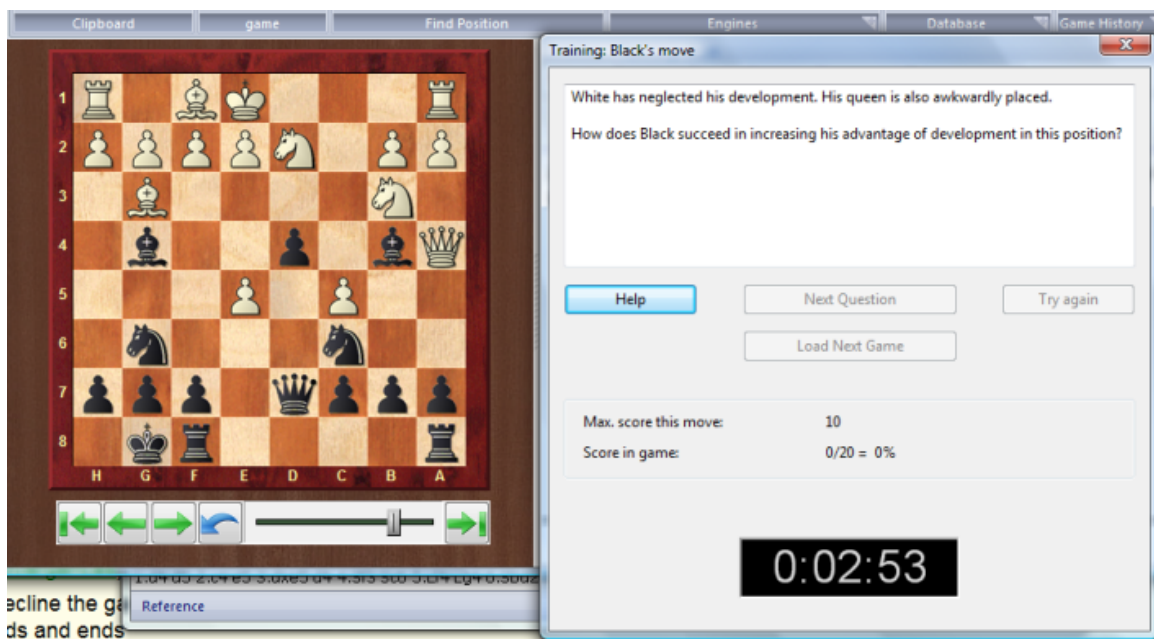 Clipboard game Find Position Engines Database Game History
Training: Black's move
White has neglected his development. His queen is also awkwardly placed.
How does Black succeed in increasing his advantage of development in this position?
1
2
3
4
5
6
7
8
H G F E D C B A
Help Next Question Try again
Load Next Game
Max. score this move: 10
Score in game: 0/20 = 0%
0:02:53
ecline the ga
Reference
ds and ends